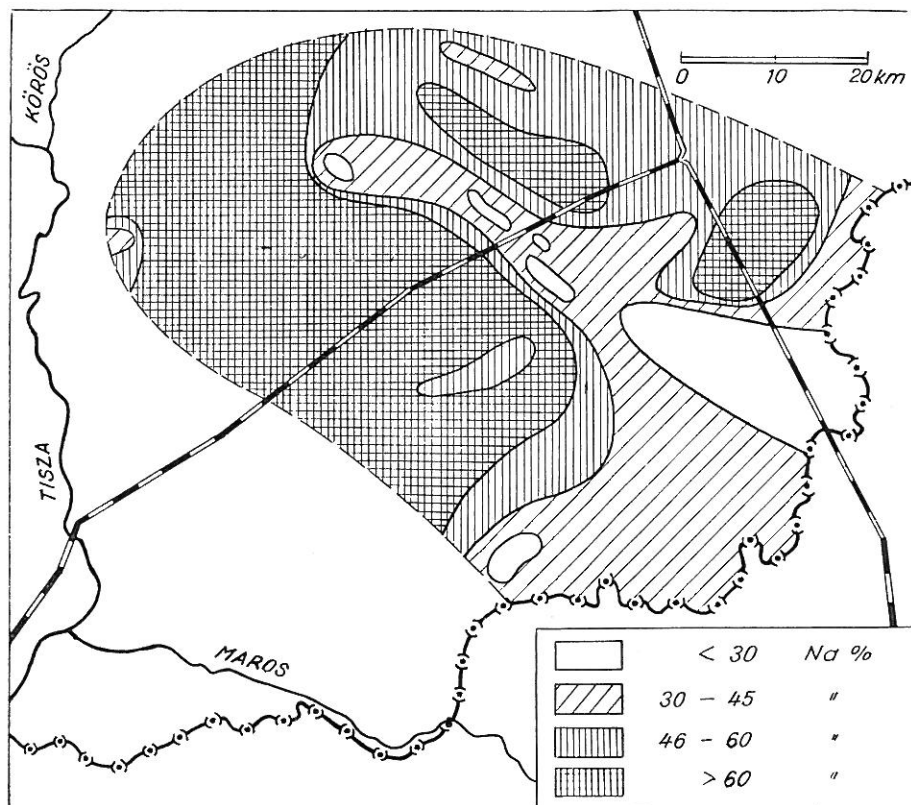 KÖRÖS
0 10 20 km
TISZA
MAROS
< 30 Na %
30 – 45 "
46 – 60 "
> 60 "